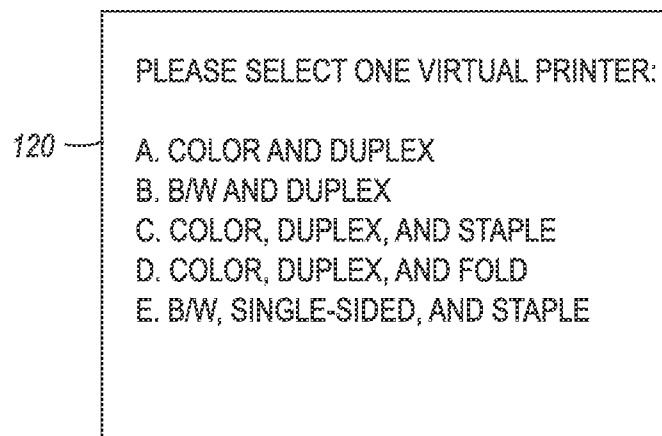 PLEASE SELECT ONE VIRTUAL PRINTER:
120
A. COLOR AND DUPLEX
B. B/W AND DUPLEX
C. COLOR, DUPLEX, AND STAPLE
D. COLOR, DUPLEX, AND FOLD
E. B/W, SINGLE-SIDED, AND STAPLE